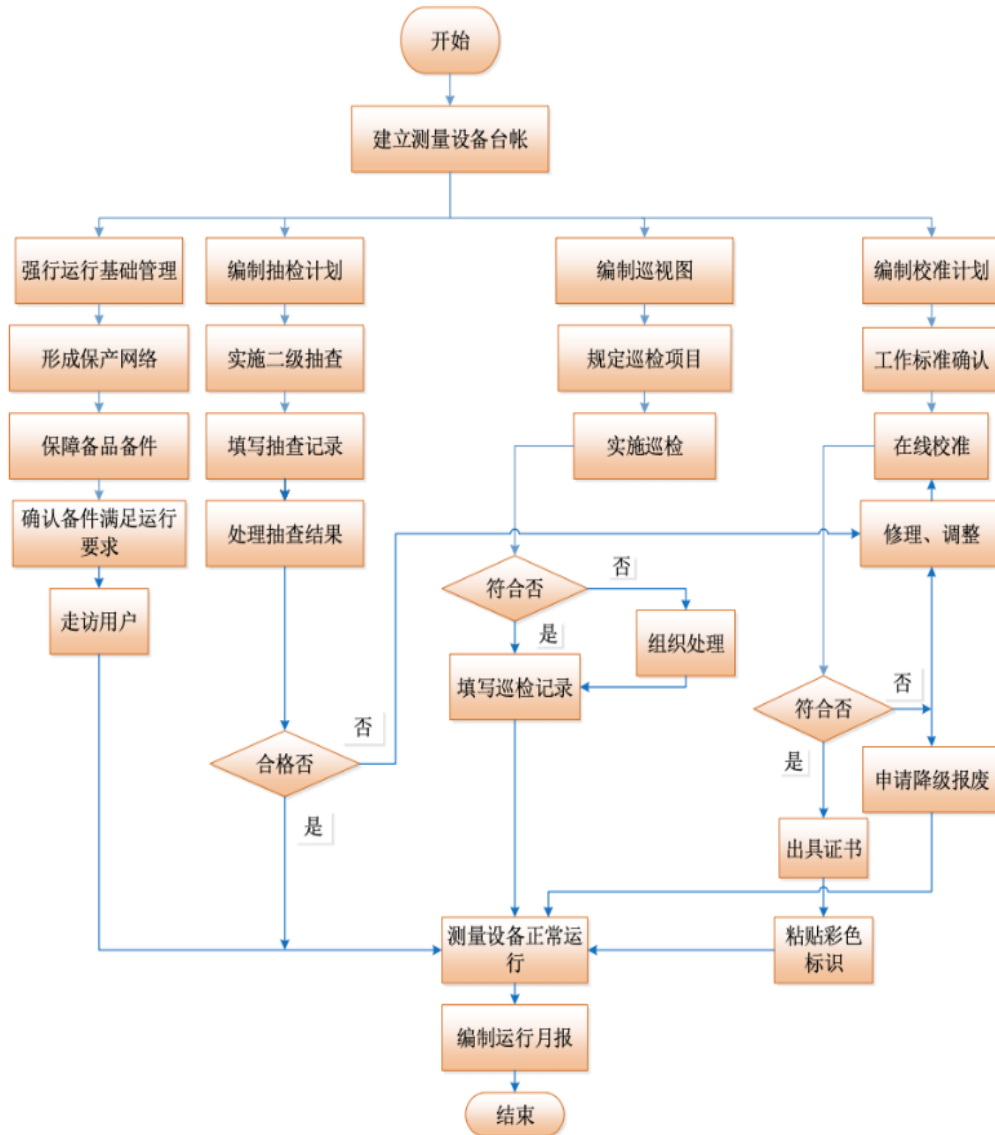 开始
建立测量设备台帐
强行运行基础管理
编制抽检计划
编制巡视图
编制校准计划
形成保产网络
实施二级抽查
规定巡检项目
工作标准确认
保障备品备件
填写抽查记录
实施巡检
在线校准
确认备件满足运行
要求
处理抽查结果
修理、调整
符合否
否
走访用户
是
组织处理
填写巡检记录
符合否
否
否
合格否
是
申请降级报废
是
出具证书
测量设备正常运
行
粘贴彩色
标识
编制运行月报
结束